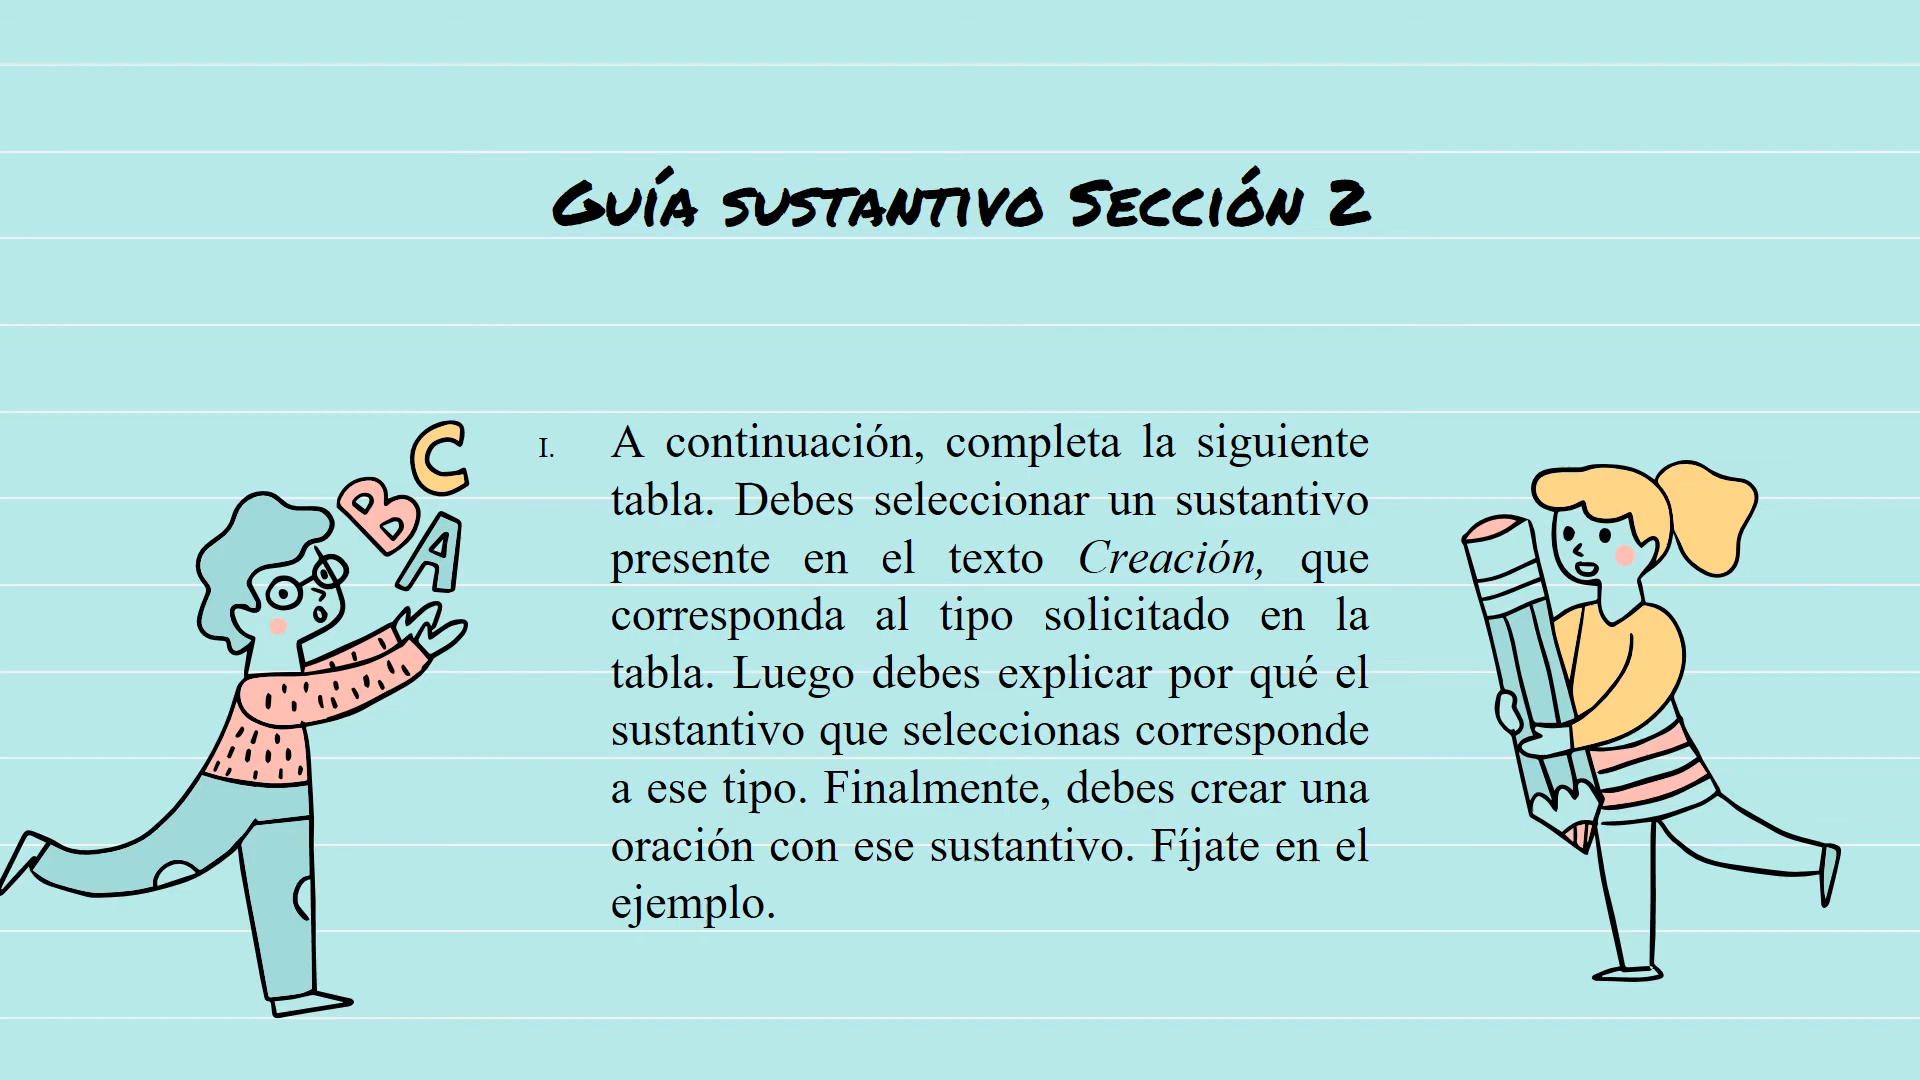 Guía sustantivo Sección 2
C
B
A
I. A continuación, completa la siguiente
tabla. Debes seleccionar un sustantivo
presente en el texto Creación, que
corresponda al tipo solicitado en la
tabla. Luego debes explicar por qué el
sustantivo que seleccionas corresponde
a ese tipo. Finalmente, debes crear una
oración con ese sustantivo. Fíjate en el
ejemplo.